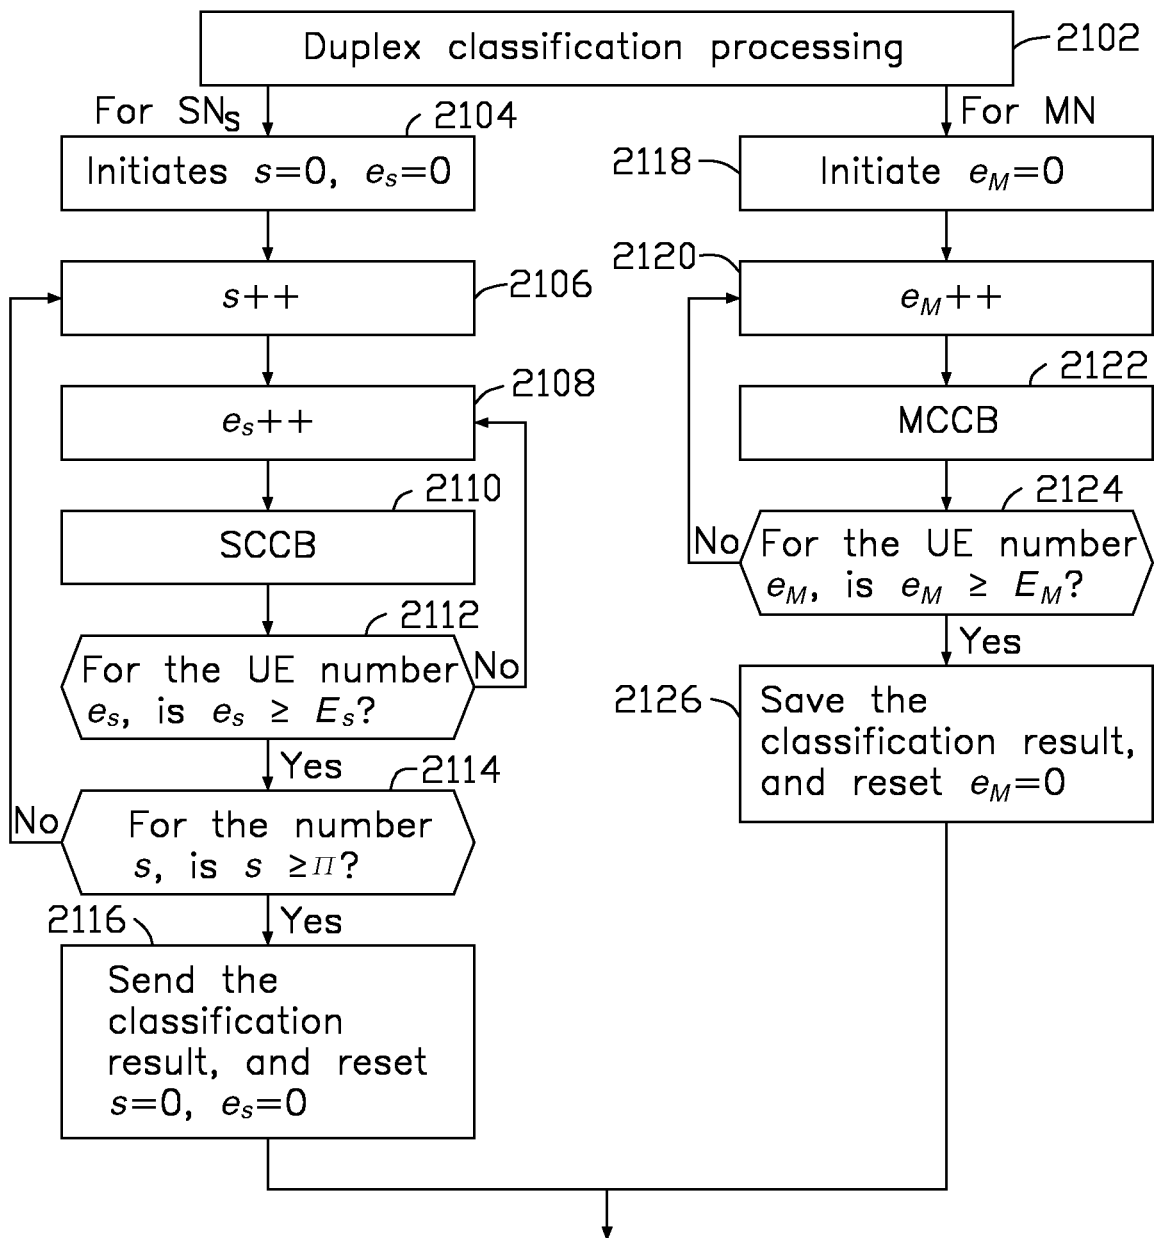 Duplex classification processing
2102
For SNs
2104
Initiates s=0, es=0
s++
2106
es++
2108
2110
SCCB
2112
For the UE number
es, is es ≥ Es?
No
Yes
2114
For the number
s, is s ≥Π?
No
Yes
2116
Send the
classification
result, and reset
s=0, es=0
For MN
2118
Initiate eM=0
2120
eM++
2122
MCCB
2124
For the UE number
eM, is eM ≥ EM?
No
Yes
2126
Save the
classification result,
and reset eM=0